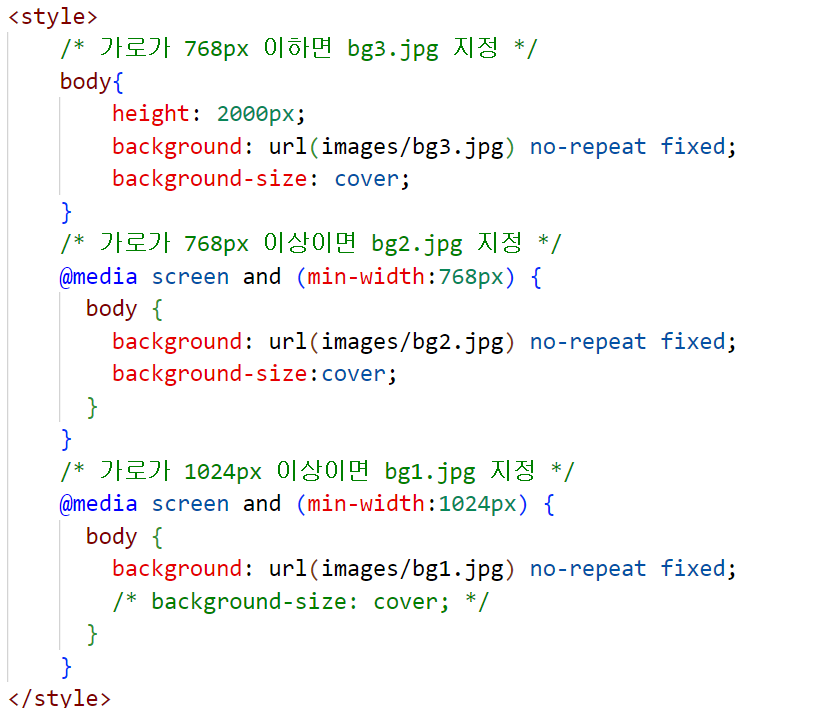 <style>
/* 가로가 768px 이하면 bg3.jpg 지정 */
body{
height: 2000px;
background: url(images/bg3.jpg) no-repeat fixed;
background-size: cover;
}
/* 가로가 768px 이상이면 bg2.jpg 지정 */
@media screen and (min-width:768px) {
body {
background: url(images/bg2.jpg) no-repeat fixed;
background-size:cover;
}
}
/* 가로가 1024px 이상이면 bg1.jpg 지정 */
@media screen and (min-width:1024px) {
body {
background: url(images/bg1.jpg) no-repeat fixed;
/* background-size: cover; */
}
}
</style>